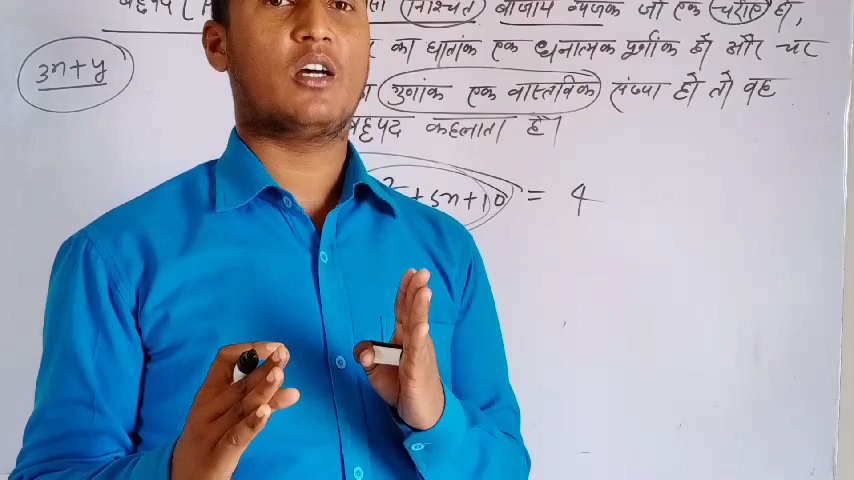 बहुपद ( निश्चित बीजीय व्यंजक जो एक चरीय हो,
का घातांक एक धनात्मक पूर्णांक हो और चर
3x+y
गुणांक एक वास्तविक संख्या हो तो वह
बहुपद कहलाता है।
2 +5x+10 = 4